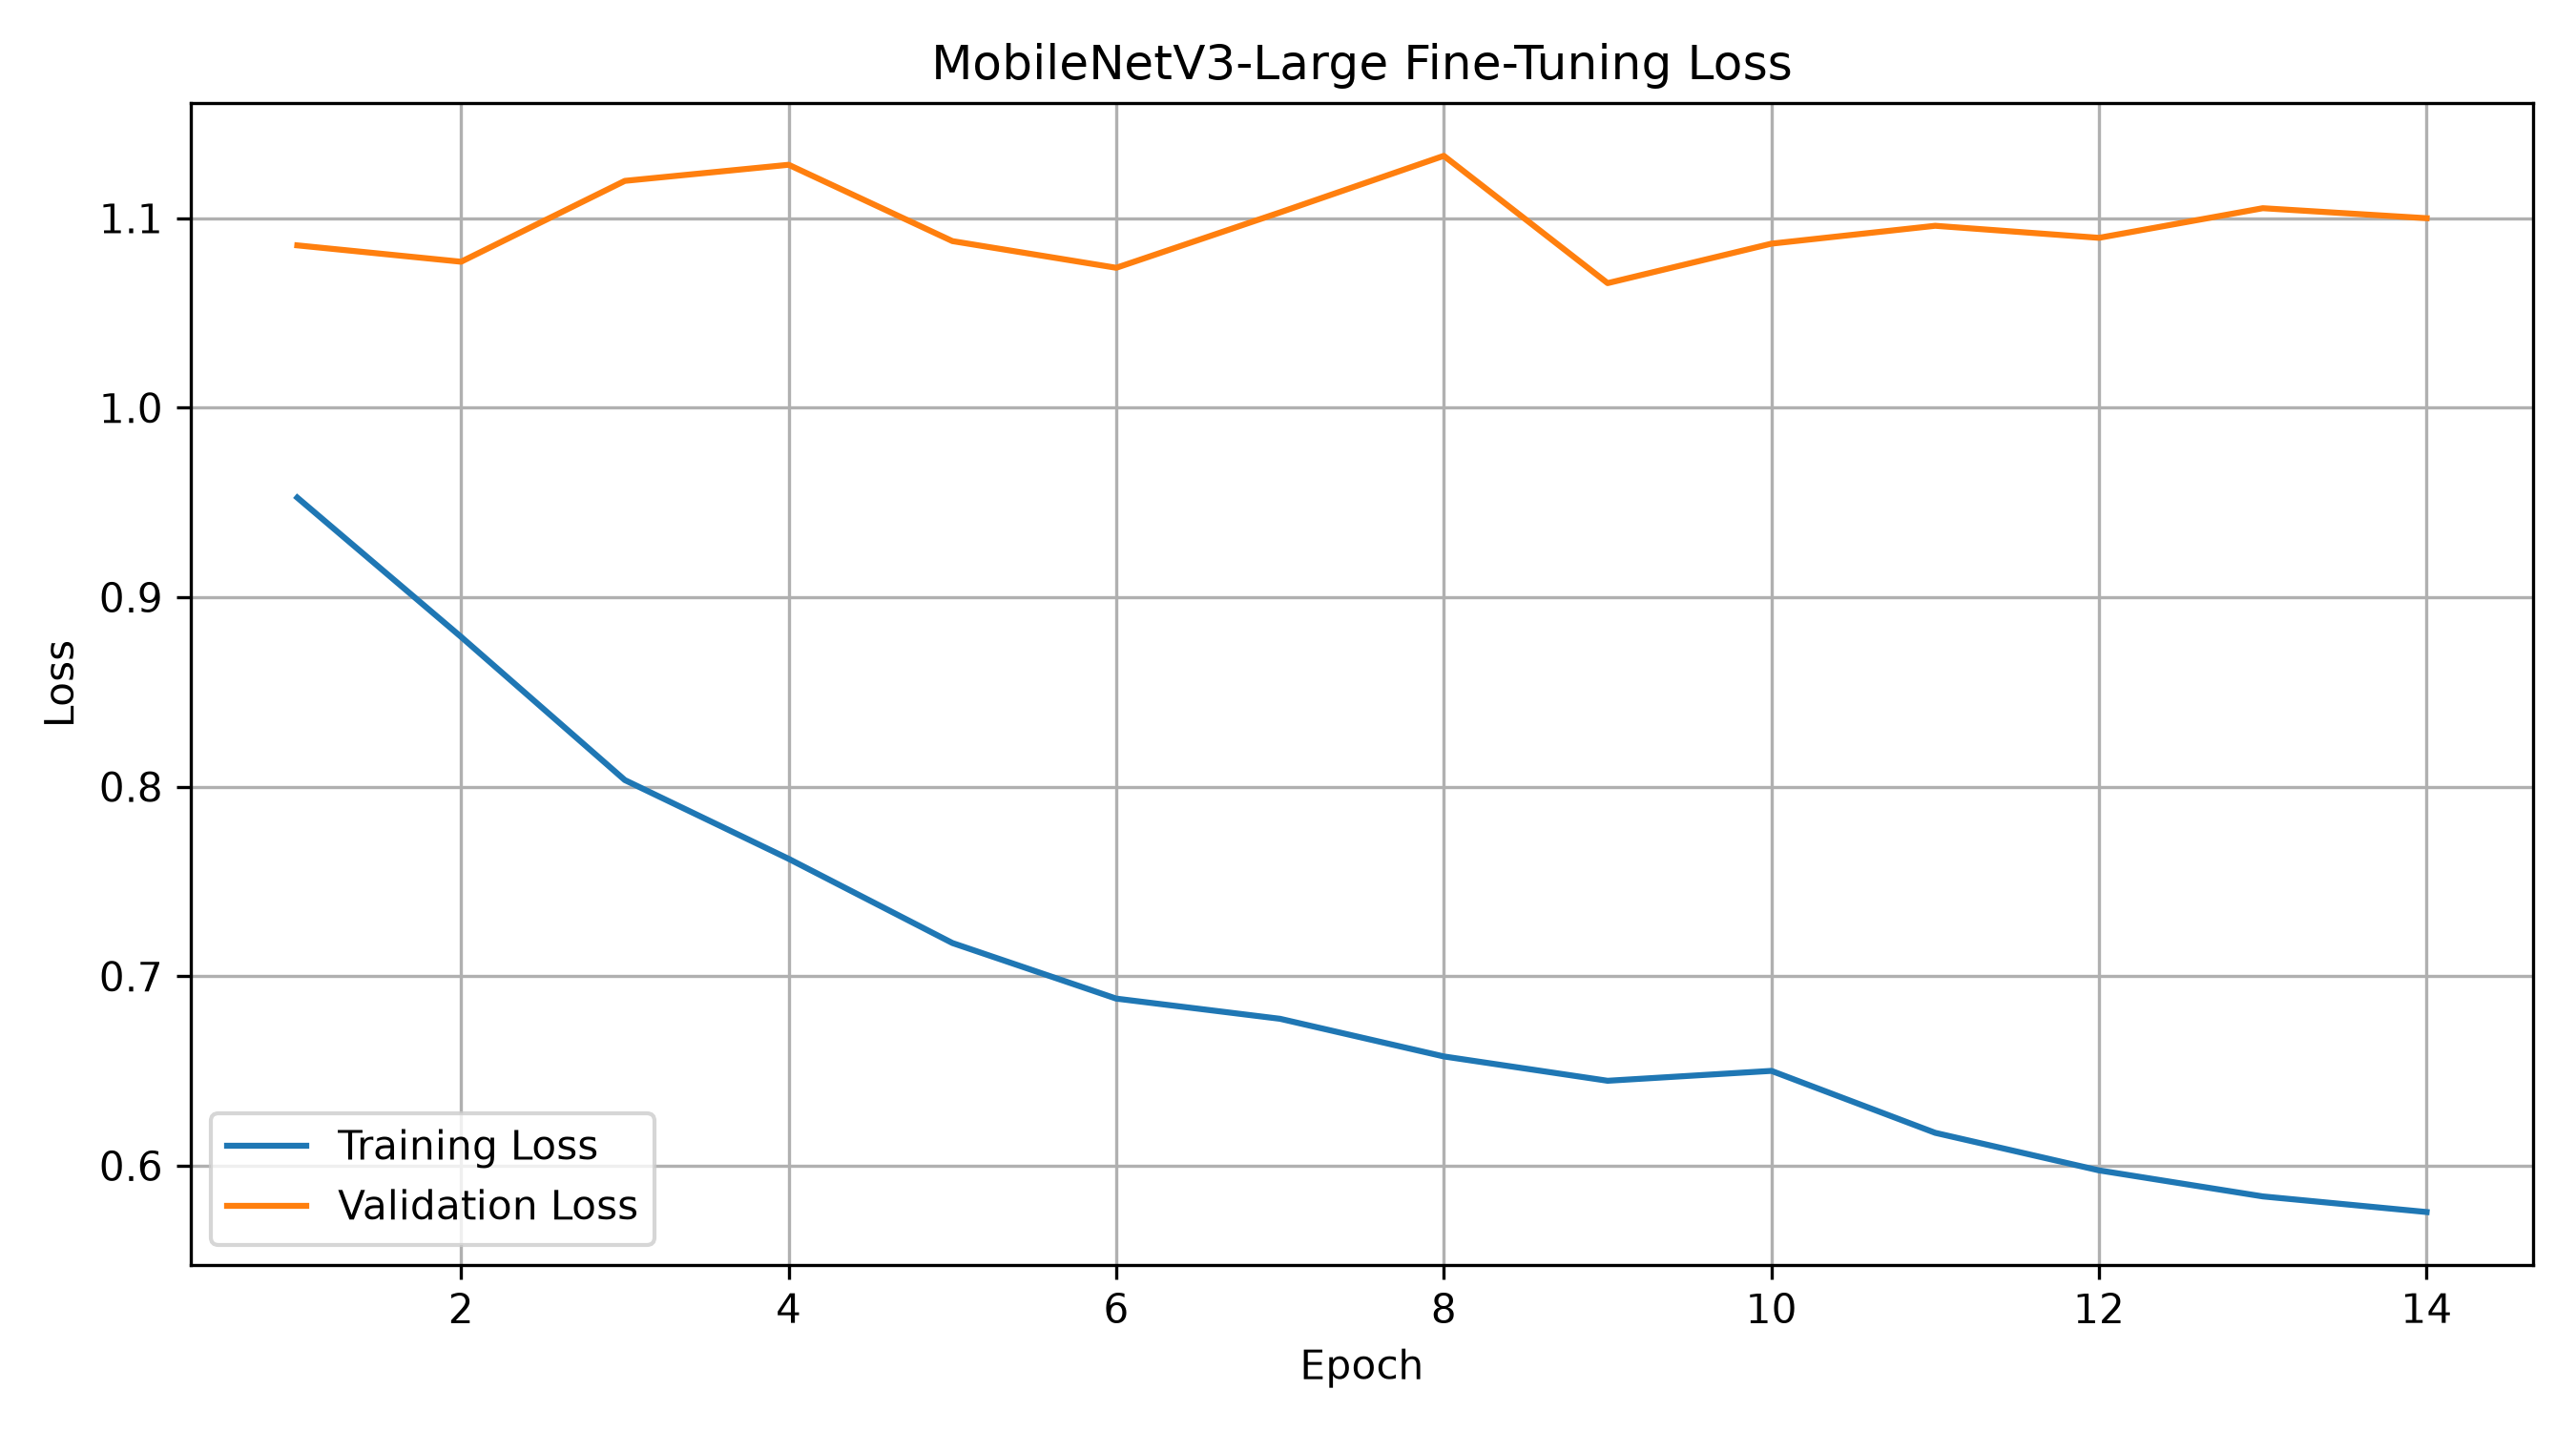 MobileNetV3-Large Fine-Tuning Loss
1.1
1.0
0.9
0.8
0.7
0.6
Loss
Training Loss
Validation Loss
2 4 6 8 10 12 14
Epoch